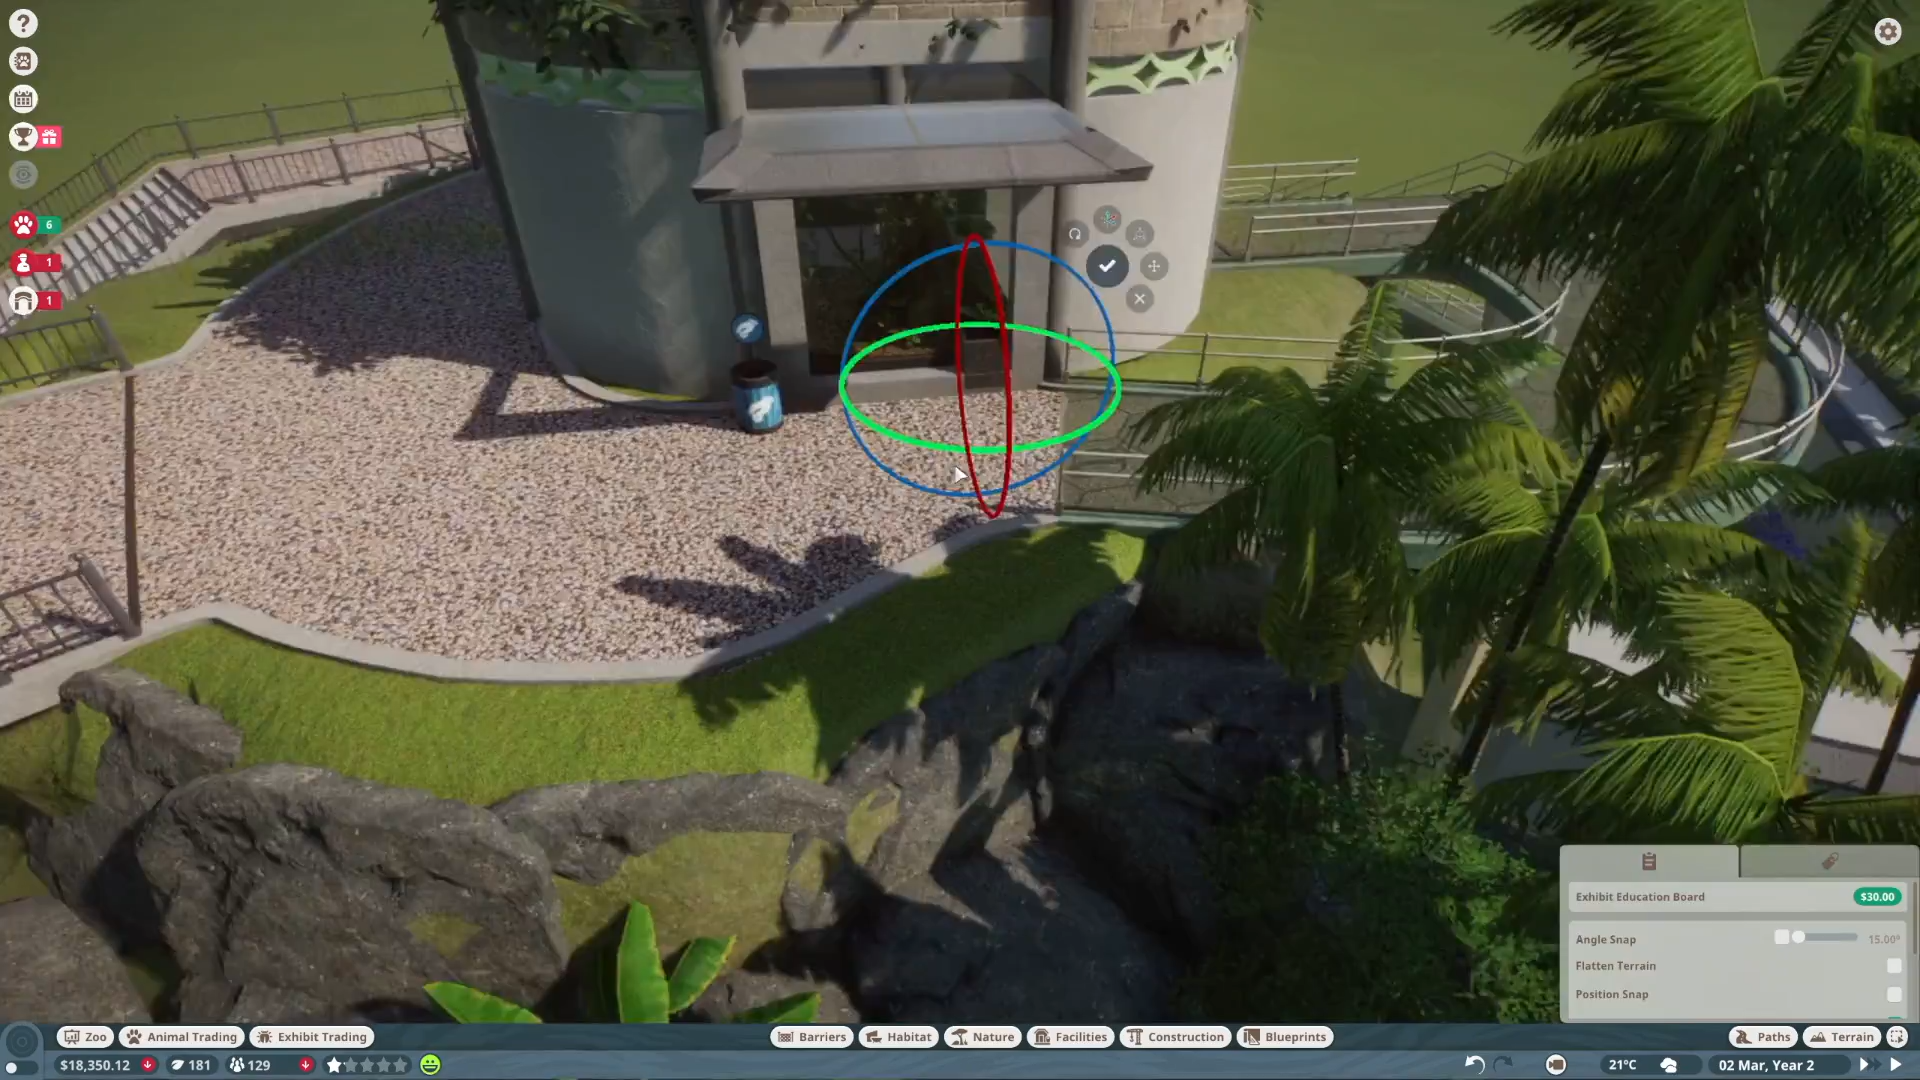 ?
6
1
1
Exhibit Education Board $30.00
Angle Snap 15.00°
Flatten Terrain
Position Snap
Zoo Animal Trading Exhibit Trading Barriers Habitat Nature Facilities Construction Blueprints Paths Terrain
$18,350.12 181 129 21°C 02 Mar, Year 2